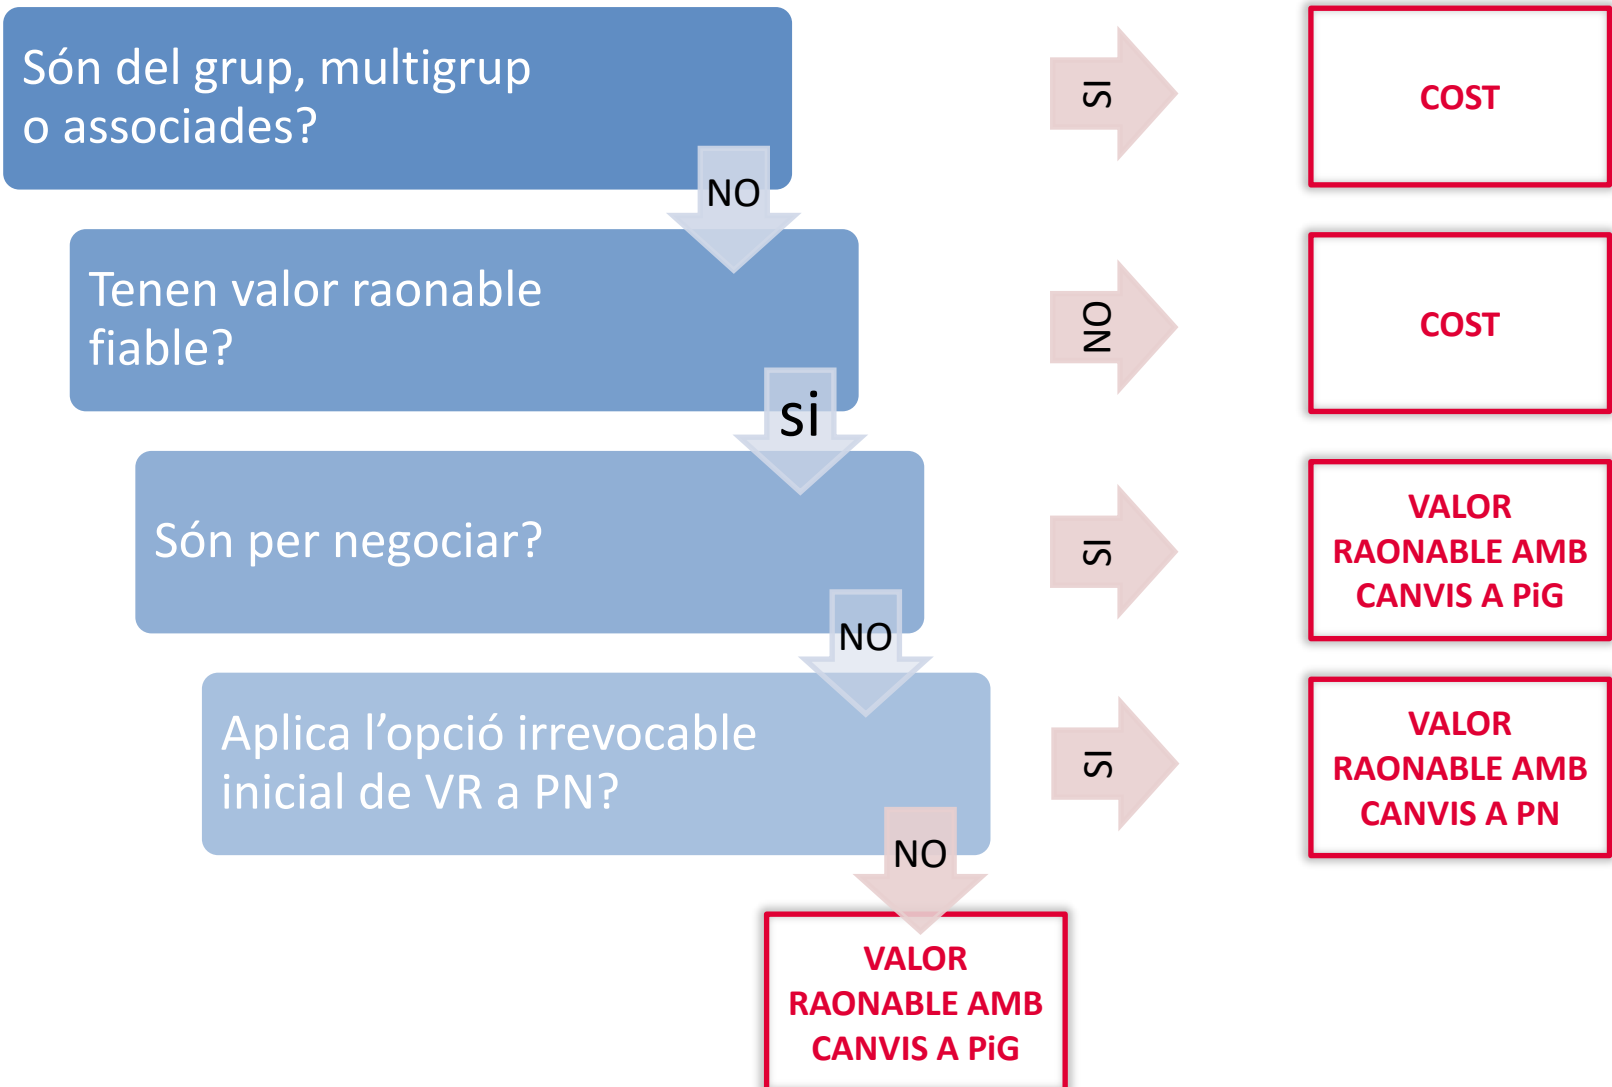 Són del grup, multigrup
o associades?
SI
COST
NO
Tenen valor raonable
fiable?
NO
COST
si
Són per negociar?
SI
VALOR
RAONABLE AMB
CANVIS A PiG
NO
Aplica l’opció irrevocable
inicial de VR a PN?
SI
VALOR
RAONABLE AMB
CANVIS A PN
NO
VALOR
RAONABLE AMB
CANVIS A PiG